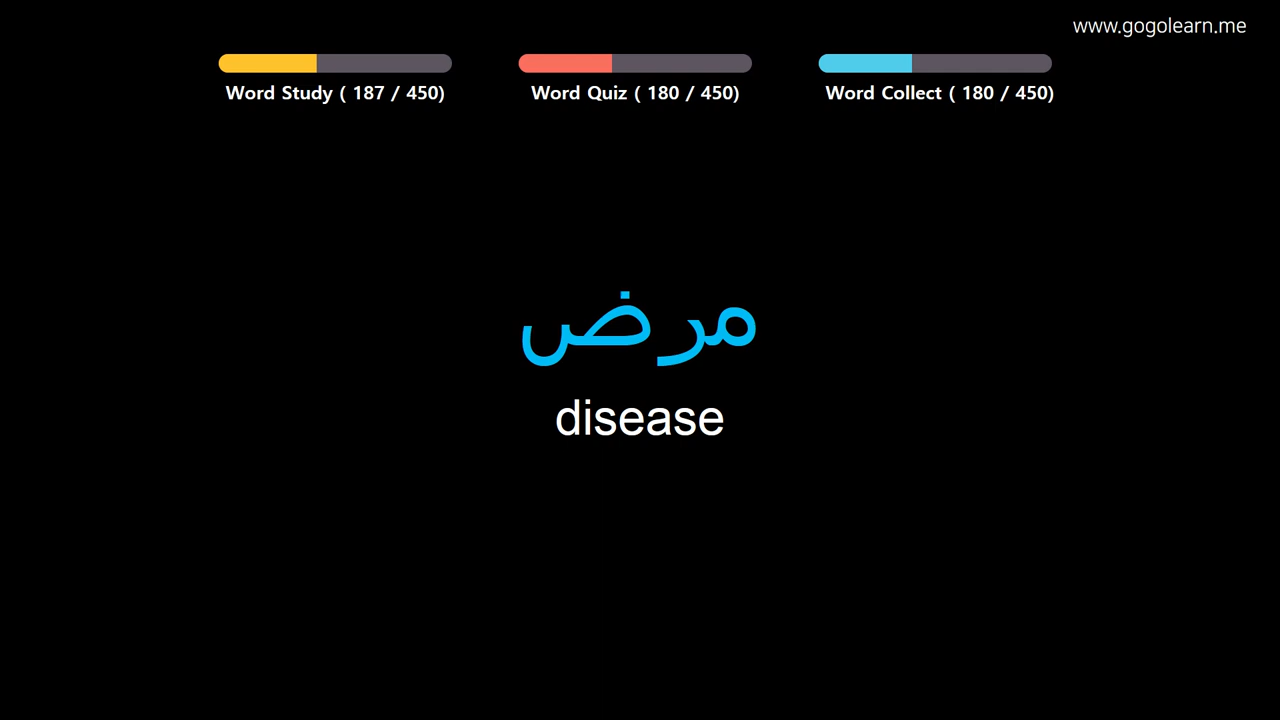 www.gogolearn.me
Word Study ( 187 / 450)
Word Quiz ( 180 / 450)
Word Collect ( 180 / 450)
مرض
disease